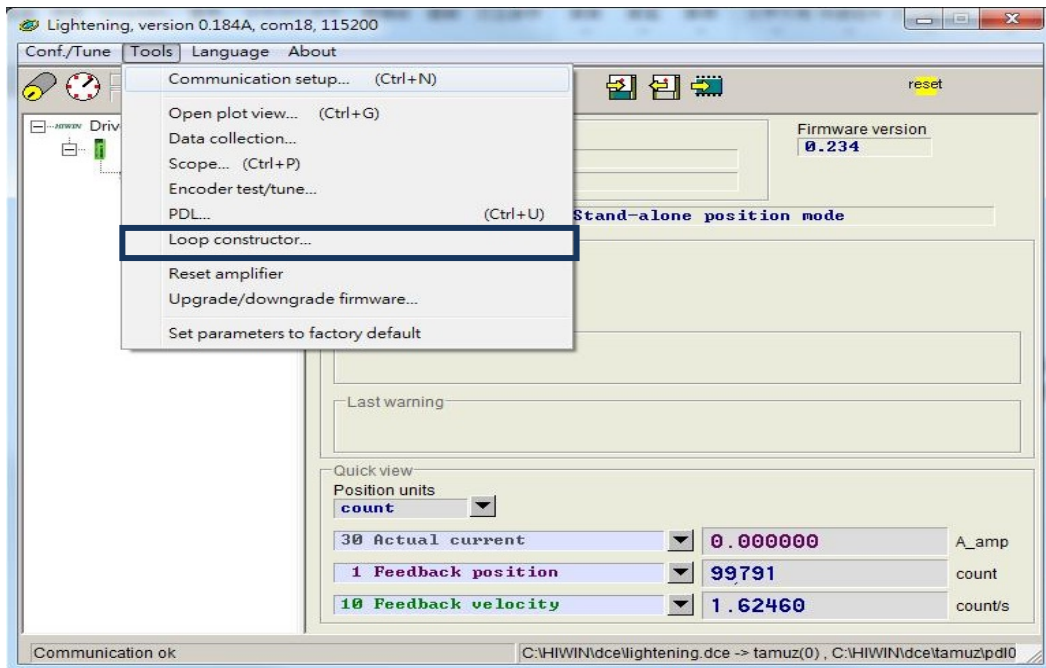 Lightening, version 0.184A, com18, 115200
Conf./Tune Tools Language About
Communication setup... (Ctrl+N)
Open plot view... (Ctrl+G)
Data collection...
Scope... (Ctrl+P)
Encoder test/tune...
PDL... (Ctrl+U)
Loop constructor...
Reset amplifier
Upgrade/downgrade firmware...
Set parameters to factory default
reset
HIWIN Driv
Firmware version
0.234
Stand-alone position mode
Last warning
Quick view
Position units
count
30 Actual current 0.000000 A_amp
1 Feedback position 99791 count
10 Feedback velocity 1.62460 count/s
Communication ok C:\HIWIN\dce\lightening.dce -> tamuz(0) , C:\HIWIN\dce\tamuz\pdl0